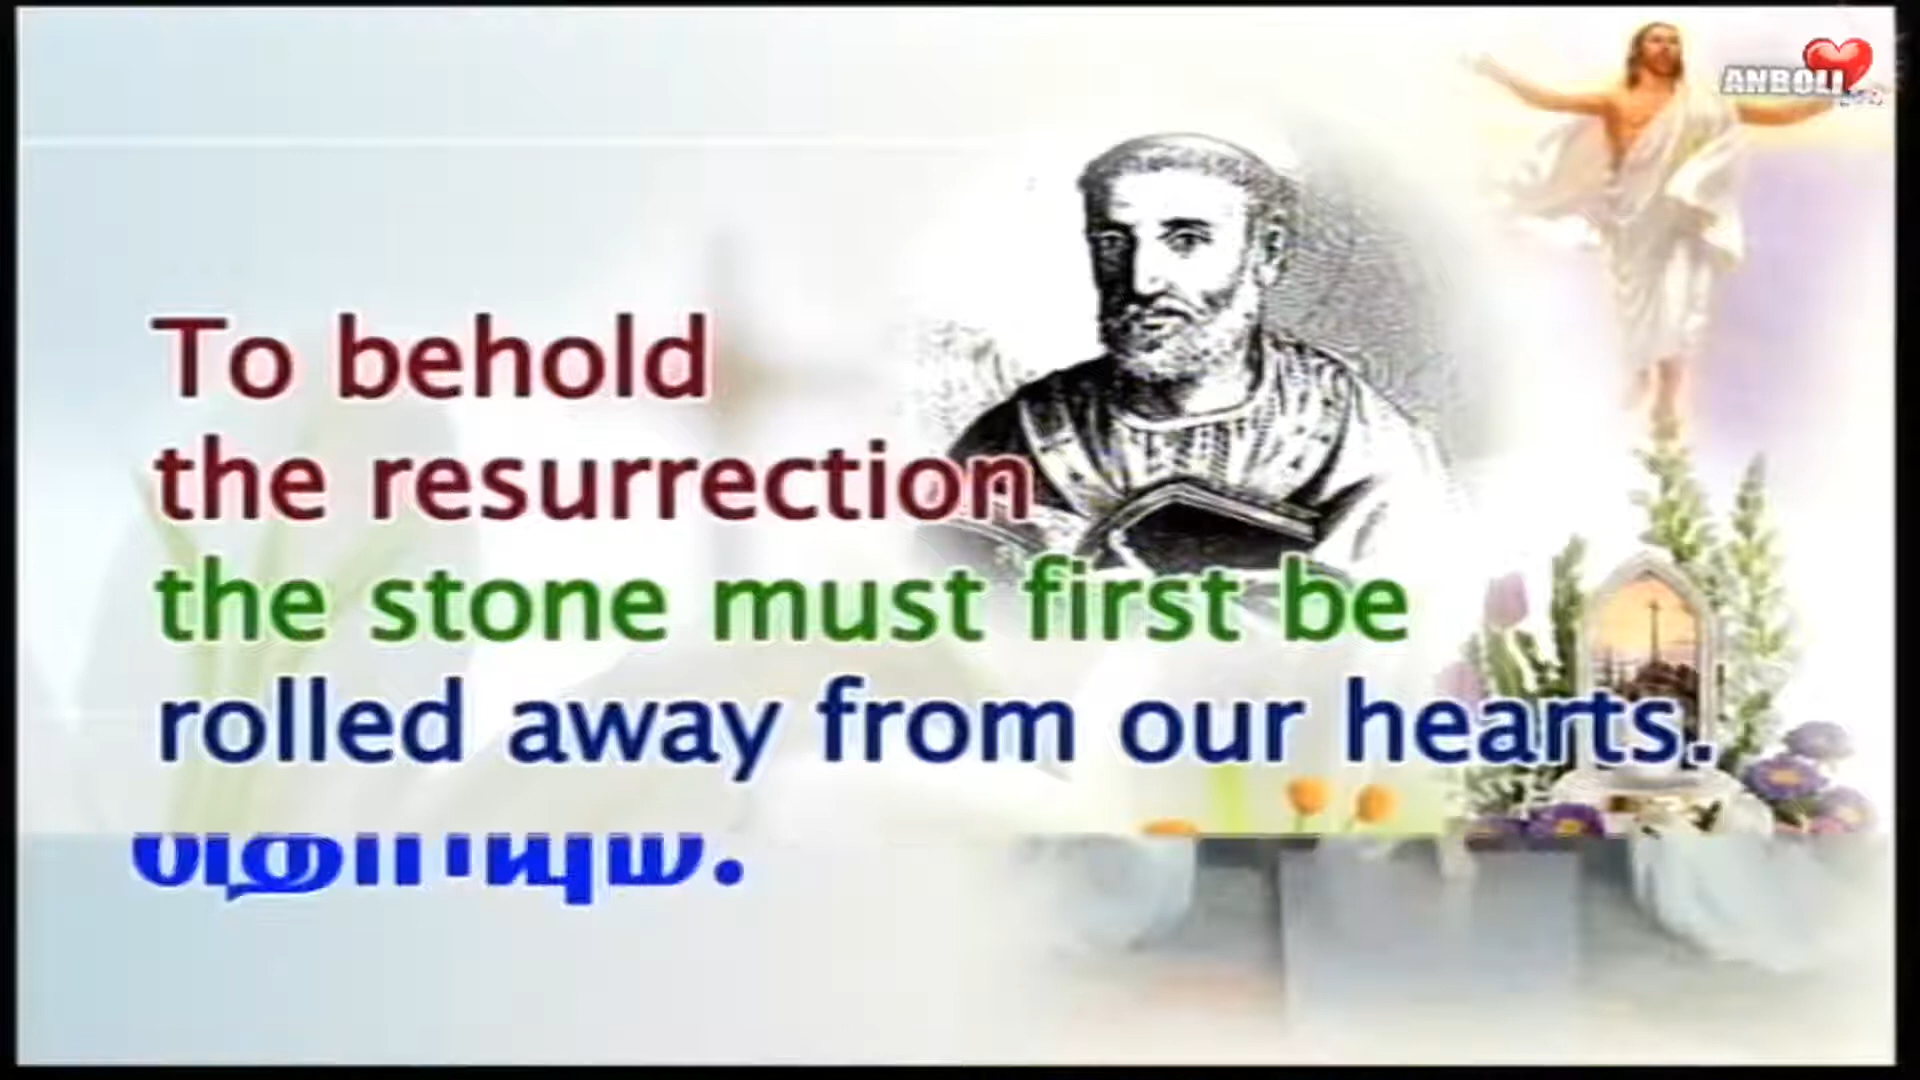 ANBOLI
To behold
the resurrection
the stone must first be
rolled away from our hearts.